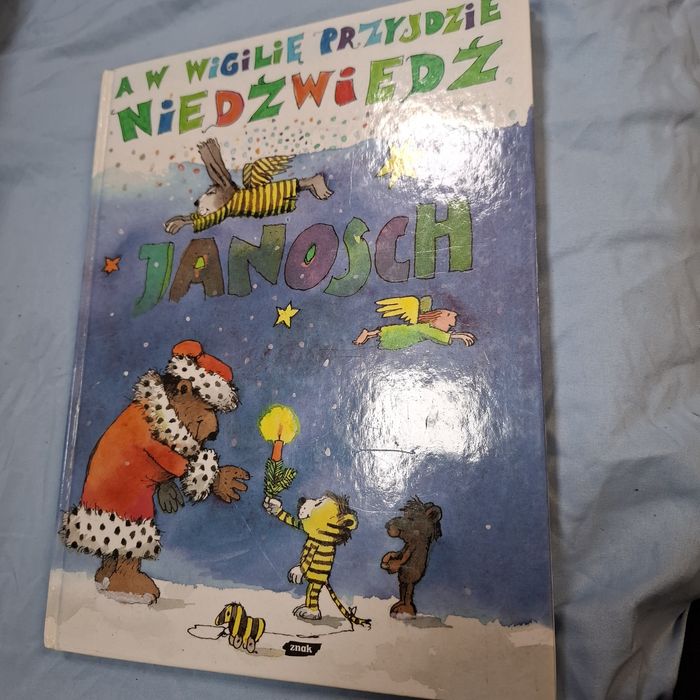 A W WIGILIĘ PRZYJDZIE
NIEDŹWIEDŹ
JANOSCH
znak